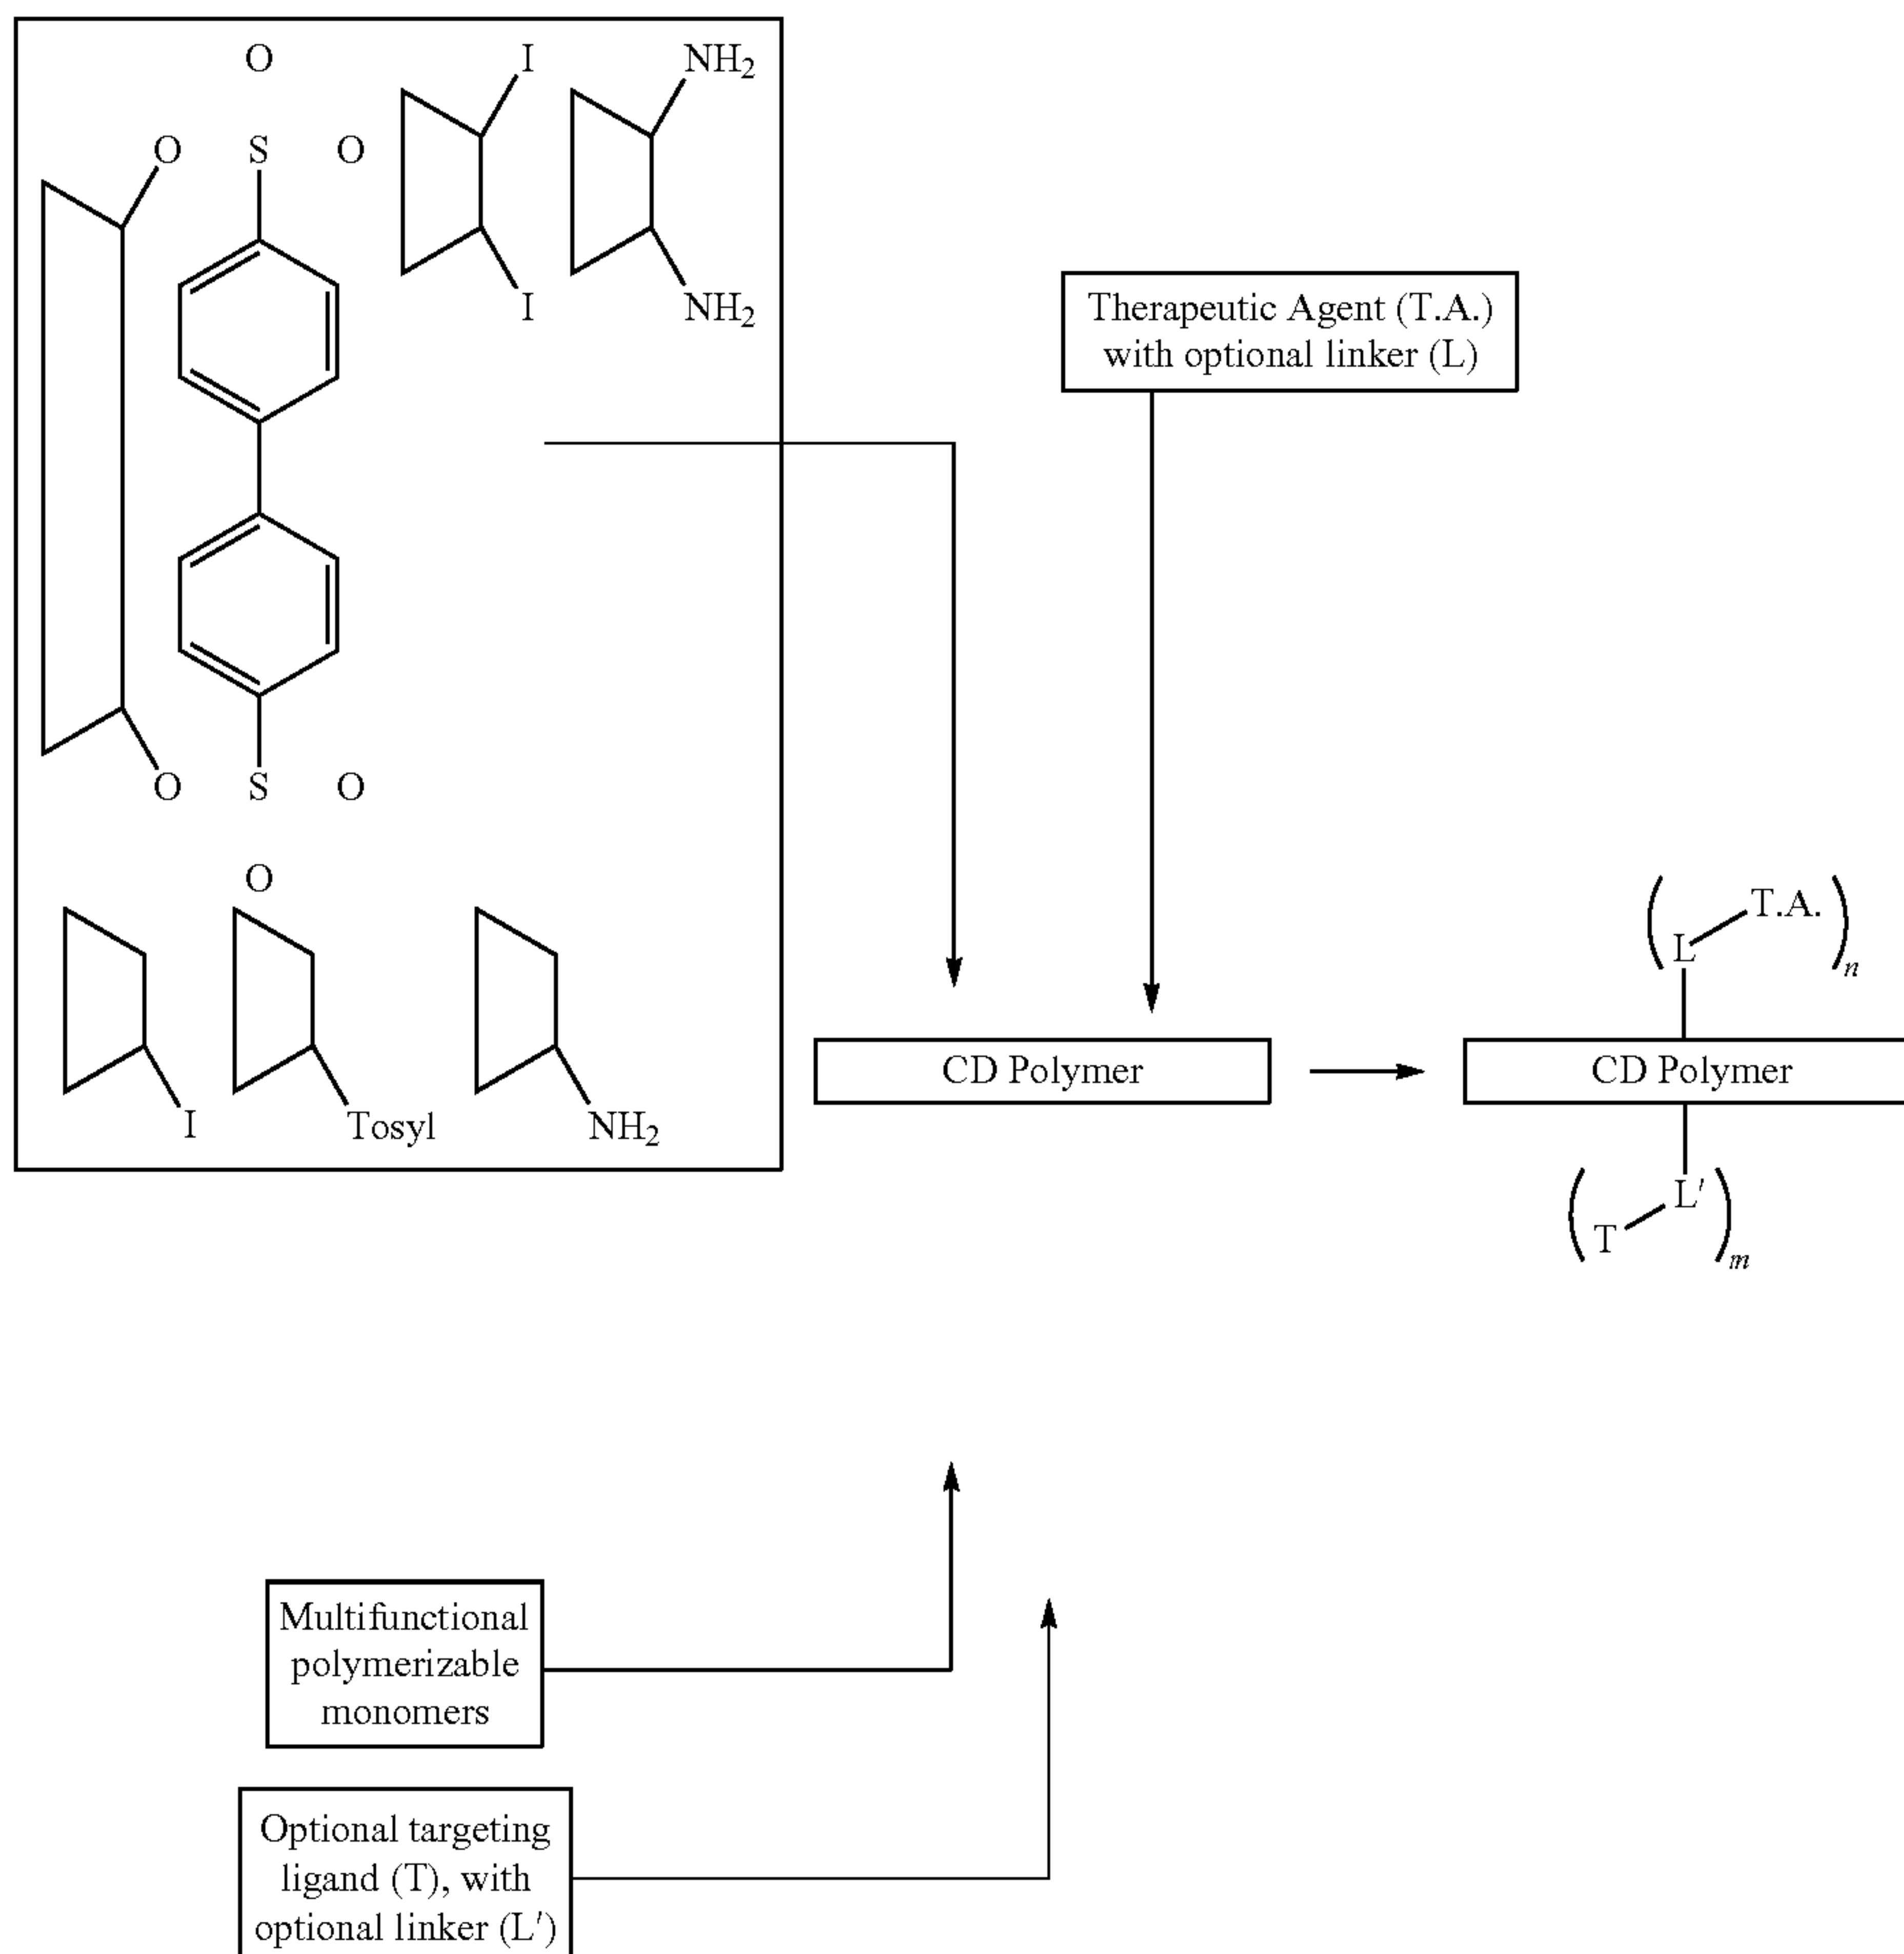 O
I
NH2
O
S
O
I
NH2
Therapeutic Agent (T.A.)
with optional linker (L)
O
S
O
O
I
Tosyl
NH2
CD Polymer
L
T.A.
n
CD Polymer
T
L'
m
Multifunctional
polymerizable
monomers
Optional targeting
ligand (T), with
optional linker (L')